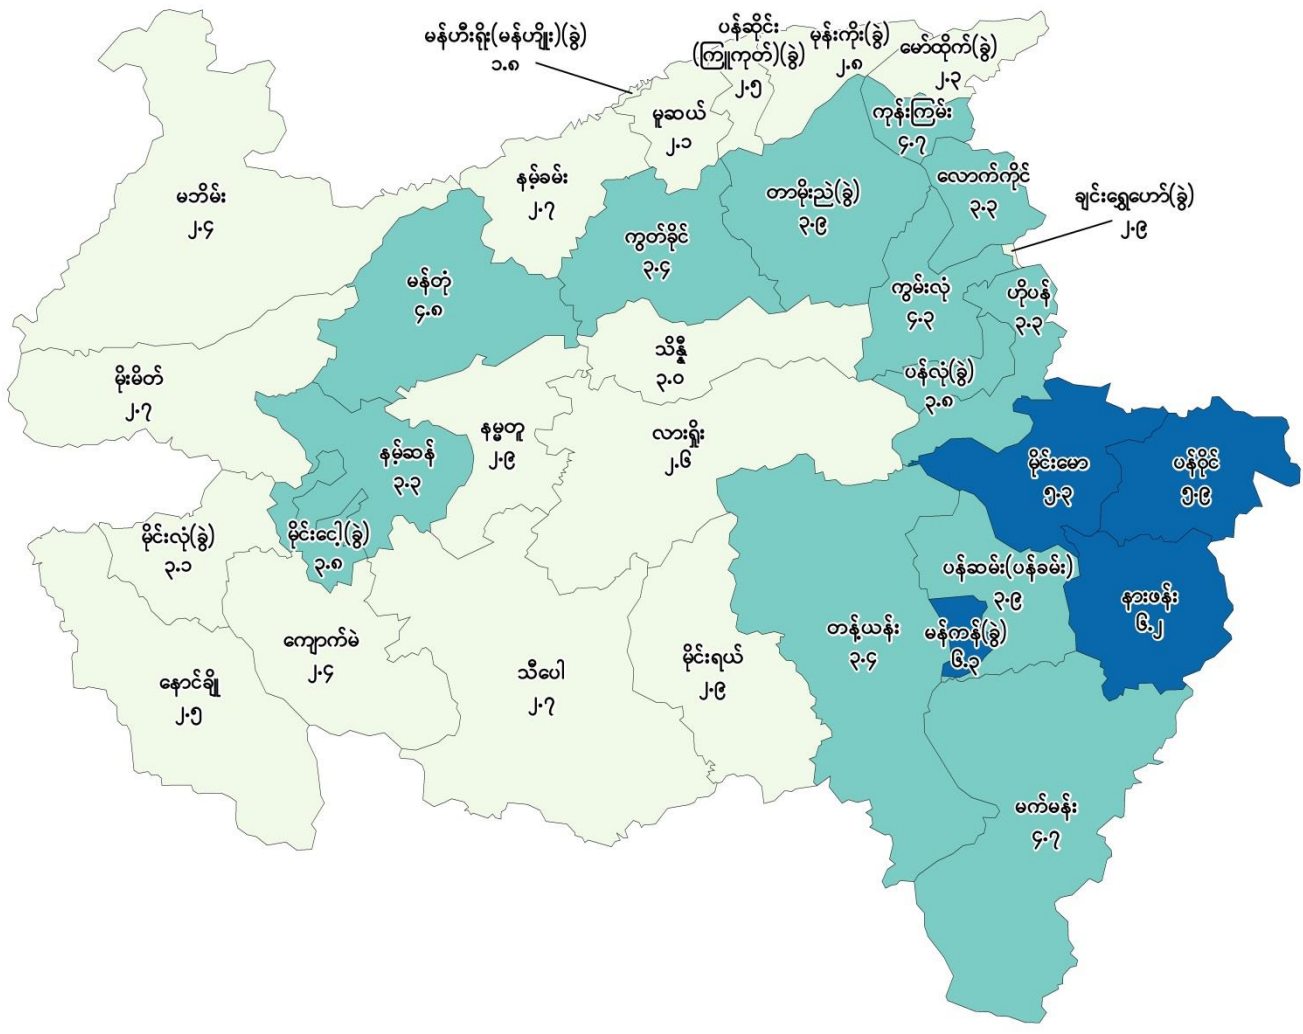 မန်ဟီးရိုး(မန်ဟျိုး)(ခွဲ)
၁.၈
ပန်ဆိုင်း
(ကြူကုတ်)(ခွဲ)
၂.၅
မုန်းကိုး(ခွဲ)
၂.၈
မော်ထိုက်(ခွဲ)
၂.၃
မူဆယ်
၂.၁
ကုန်းကြမ်း
၄.၇
မဘိမ်း
၂.၄
နမ့်ခမ်း
၂.၇
တာမိုးညဲ(ခွဲ)
၃.၉
လောက်ကိုင်
၃.၃
ချင်းရွှေဟော်(ခွဲ)
၂.၉
ကွတ်ခိုင်
၃.၄
မန်တုံ
၄.၈
ကွမ်းလုံ
၄.၃
ဟိုပန်
၃.၃
သိန္နီ
၃.၀
မိုးမိတ်
၂.၇
ပန်လုံ(ခွဲ)
၃.၈
နမ္မတူ
၂.၉
လားရှိုး
၂.၆
နမ့်ဆန်
၃.၃
မိုင်းမော
၅.၃
ပန်ဝိုင်
၅.၉
မိုင်းလုံ(ခွဲ)
၃.၁
မိုင်းငေါ့(ခွဲ)
၃.၈
ပန်ဆမ်း(ပန်ခမ်း)
၃.၉
နားဖန်း
၆.၂
ကျောက်မဲ
၂.၄
တန့်ယန်း
၃.၄
မန်ကန်(ခွဲ)
၆.၃
နောင်ချို
၂.၅
သီပေါ
၂.၇
မိုင်းရယ်
၂.၉
မက်မန်း
၄.၇